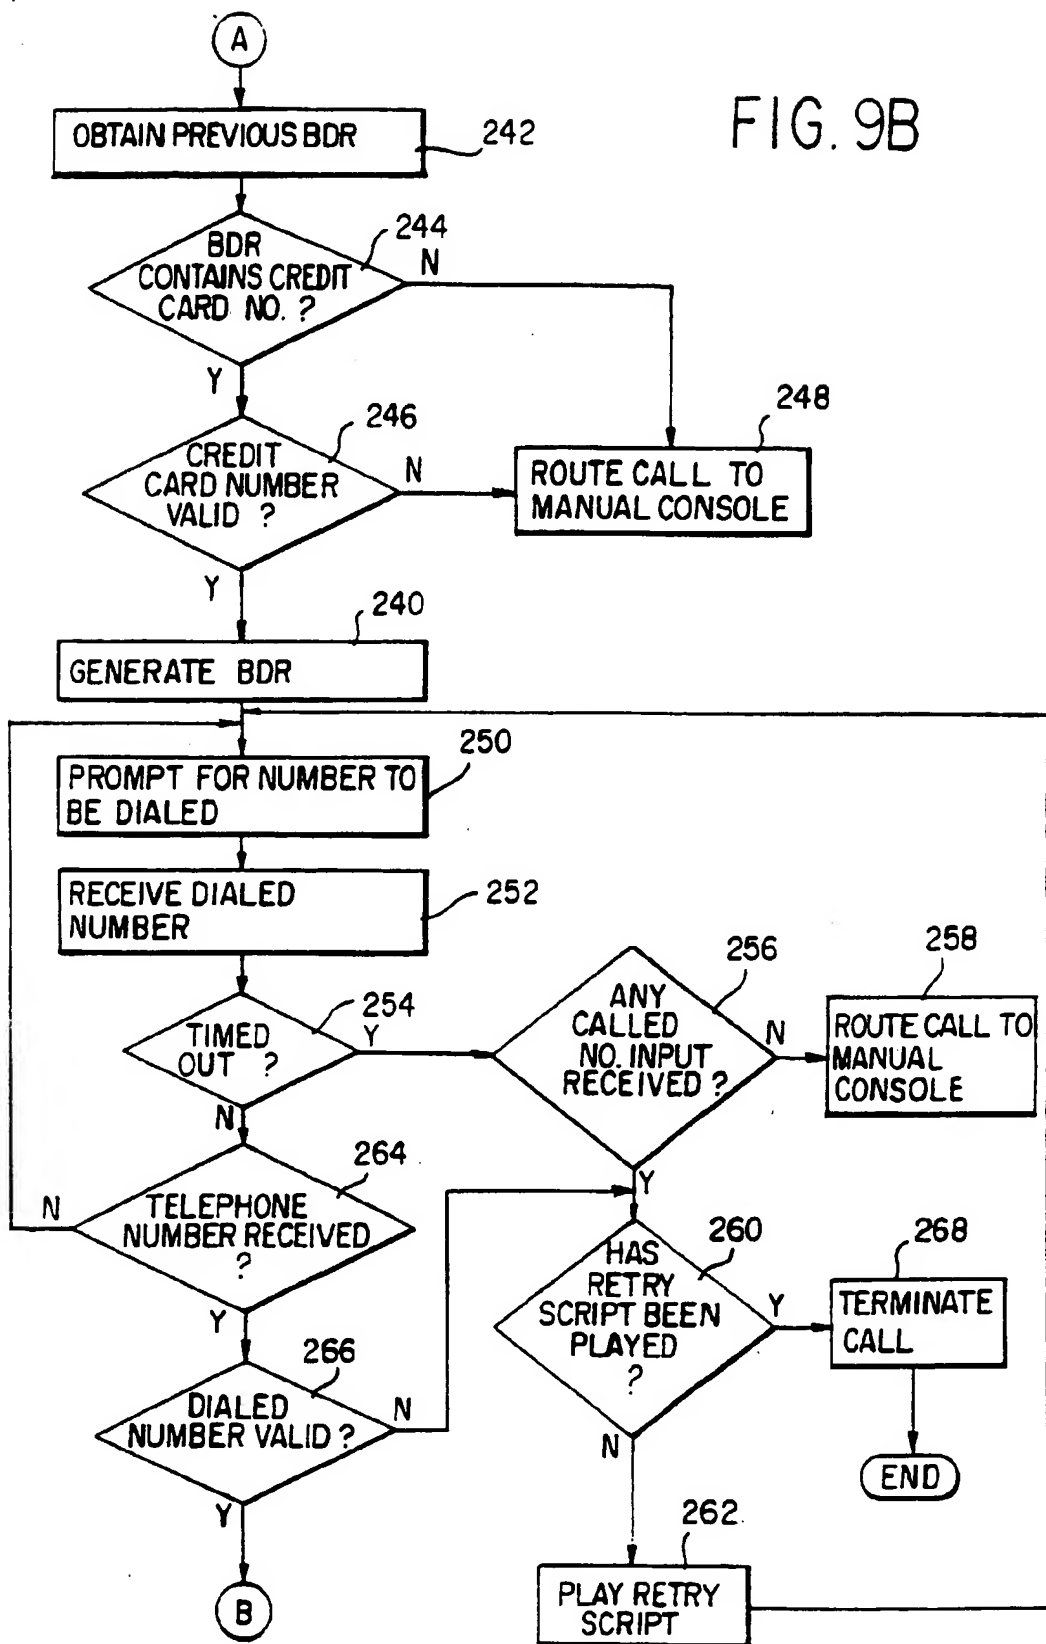 A
FIG. 9B
OBTAIN PREVIOUS BDR
242
BDR
CONTAINS CREDIT
CARD NO. ?
244
N
Y
CREDIT
CARD NUMBER
VALID ?
246
N
Y
248
ROUTE CALL TO
MANUAL CONSOLE
240
GENERATE BDR
250
PROMPT FOR NUMBER TO
BE DIALED
RECEIVE DIALED
NUMBER
252
TIMED
OUT ?
254
Y
N
ANY
CALLED
NO. INPUT
RECEIVED ?
256
N
Y
258
ROUTE CALL TO
MANUAL
CONSOLE
TELEPHONE
NUMBER RECEIVED
?
264
N
Y
HAS
RETRY
SCRIPT BEEN
PLAYED
?
260
Y
N
268
TERMINATE
CALL
END
DIALED
NUMBER VALID ?
266
N
Y
B
262
PLAY RETRY
SCRIPT